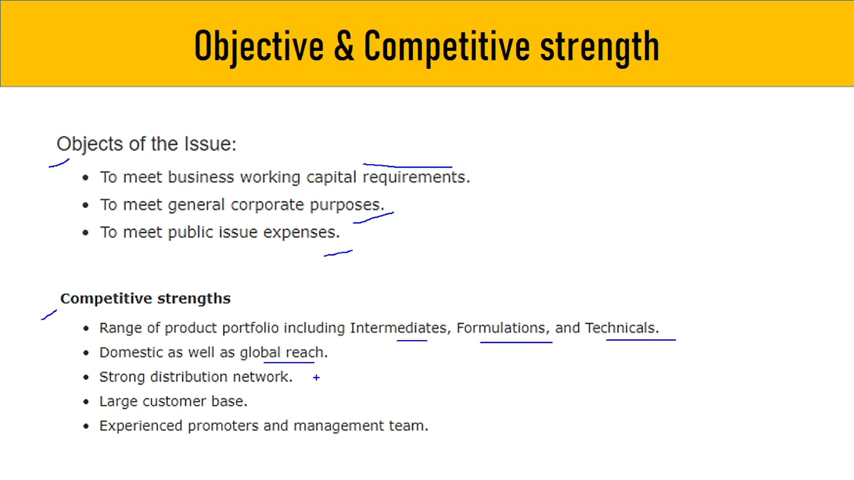 Objective & Competitive strength
Objects of the Issue:
• To meet business working capital requirements.
• To meet general corporate purposes.
• To meet public issue expenses.
Competitive strengths
• Range of product portfolio including Intermediates, Formulations, and Technicals.
• Domestic as well as global reach.
• Strong distribution network.
• Large customer base.
• Experienced promoters and management team.